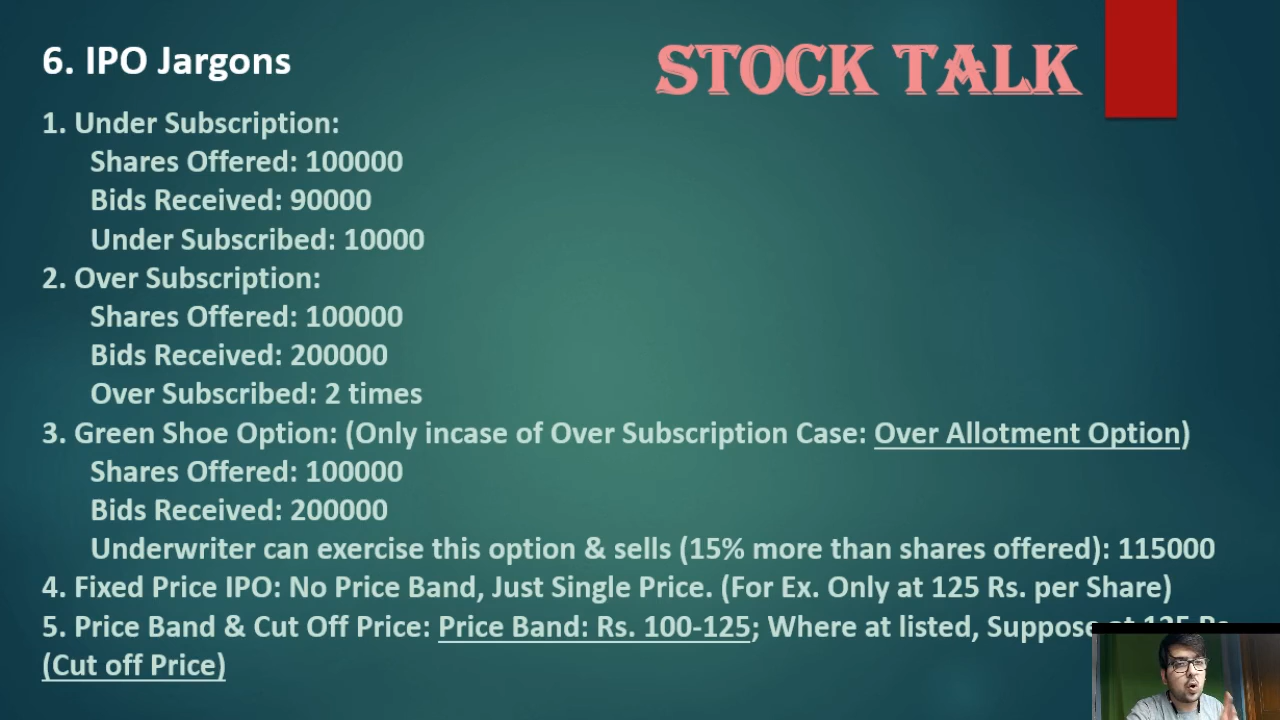 6. IPO Jargons
STOCK TALK
1. Under Subscription:
Shares Offered: 100000
Bids Received: 90000
Under Subscribed: 10000
2. Over Subscription:
Shares Offered: 100000
Bids Received: 200000
Over Subscribed: 2 times
3. Green Shoe Option: (Only incase of Over Subscription Case: Over Allotment Option)
Shares Offered: 100000
Bids Received: 200000
Underwriter can exercise this option & sells (15% more than shares offered): 115000
4. Fixed Price IPO: No Price Band, Just Single Price. (For Ex. Only at 125 Rs. per Share)
5. Price Band & Cut Off Price: Price Band: Rs. 100-125; Where at listed, Suppose
(Cut off Price)